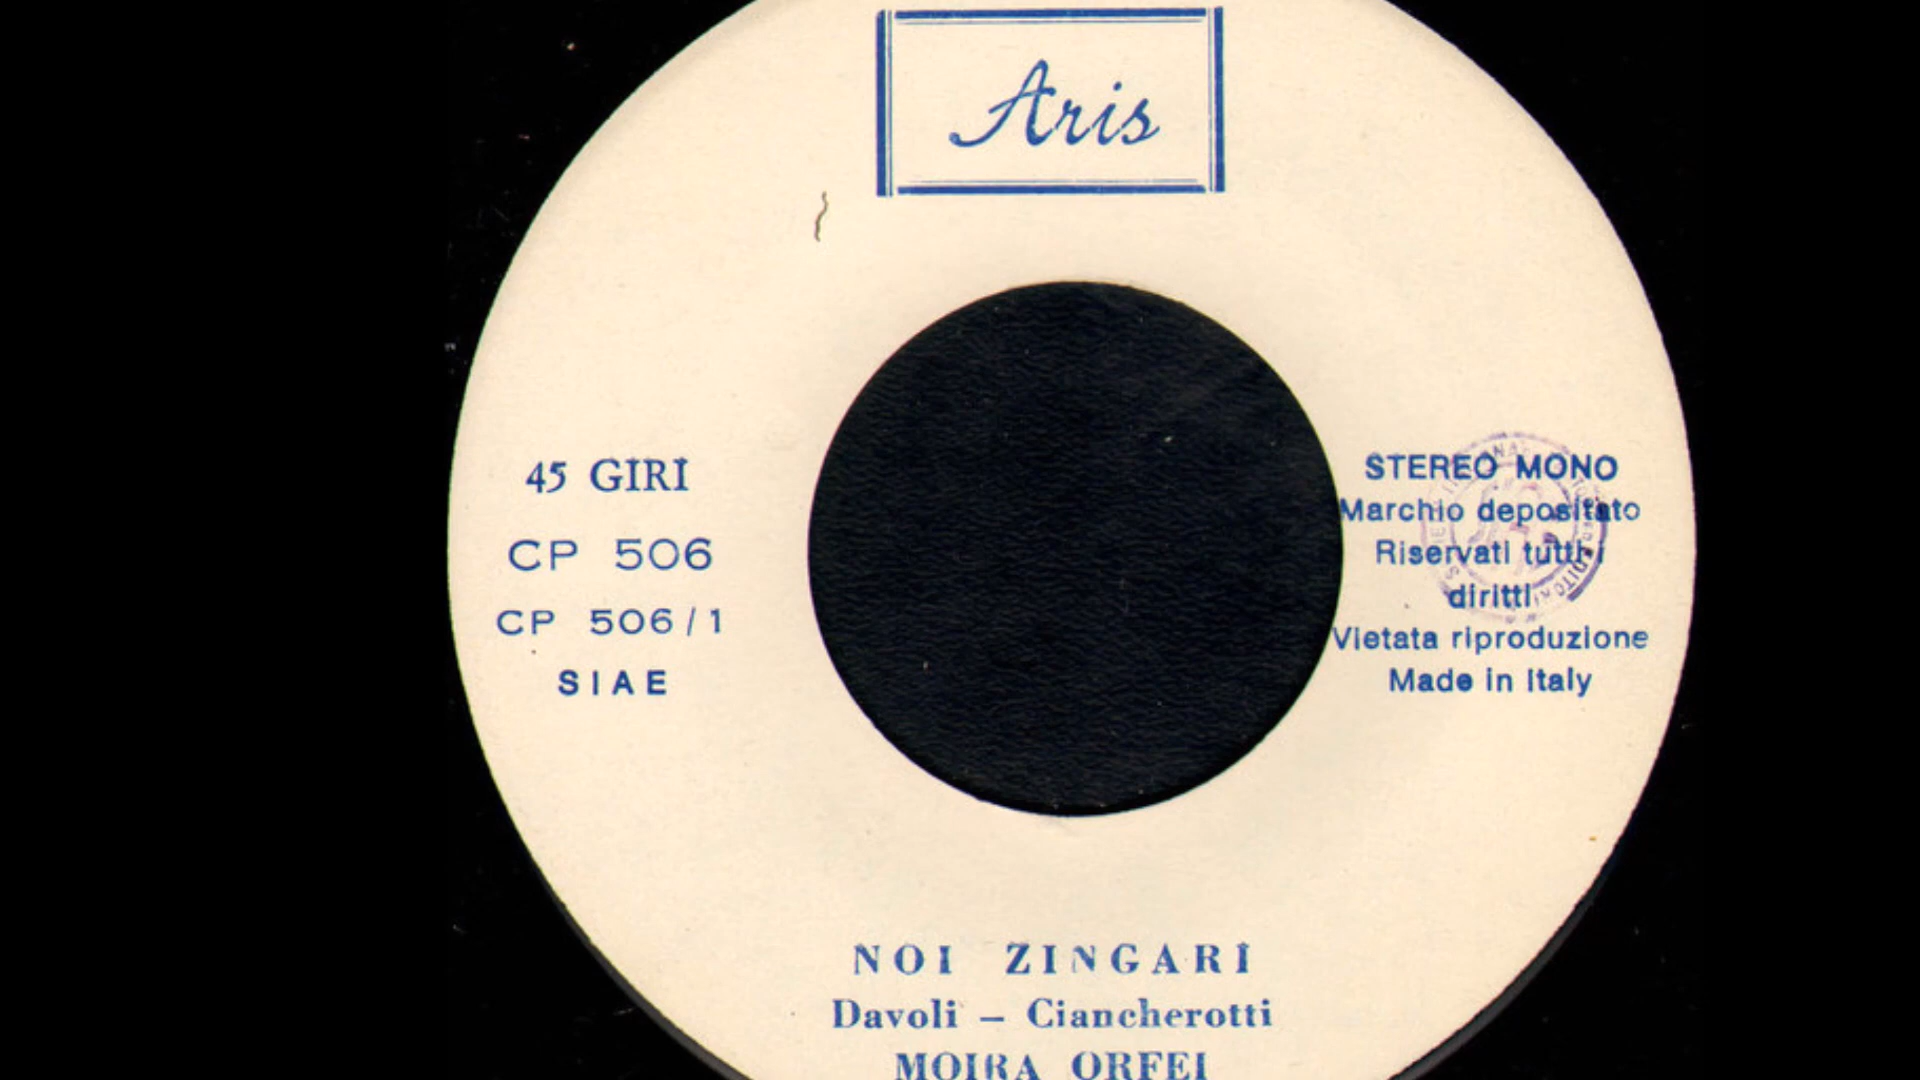 Aris
45 GIRI
CP 506
CP 506/1
SIAE
STEREO MONO
Marchio depositato
Riservati tutti i
diritti
Vietata riproduzione
Made in Italy
NOI ZINGARI
Davoli – Ciancherotti
MOIRA ORFEI